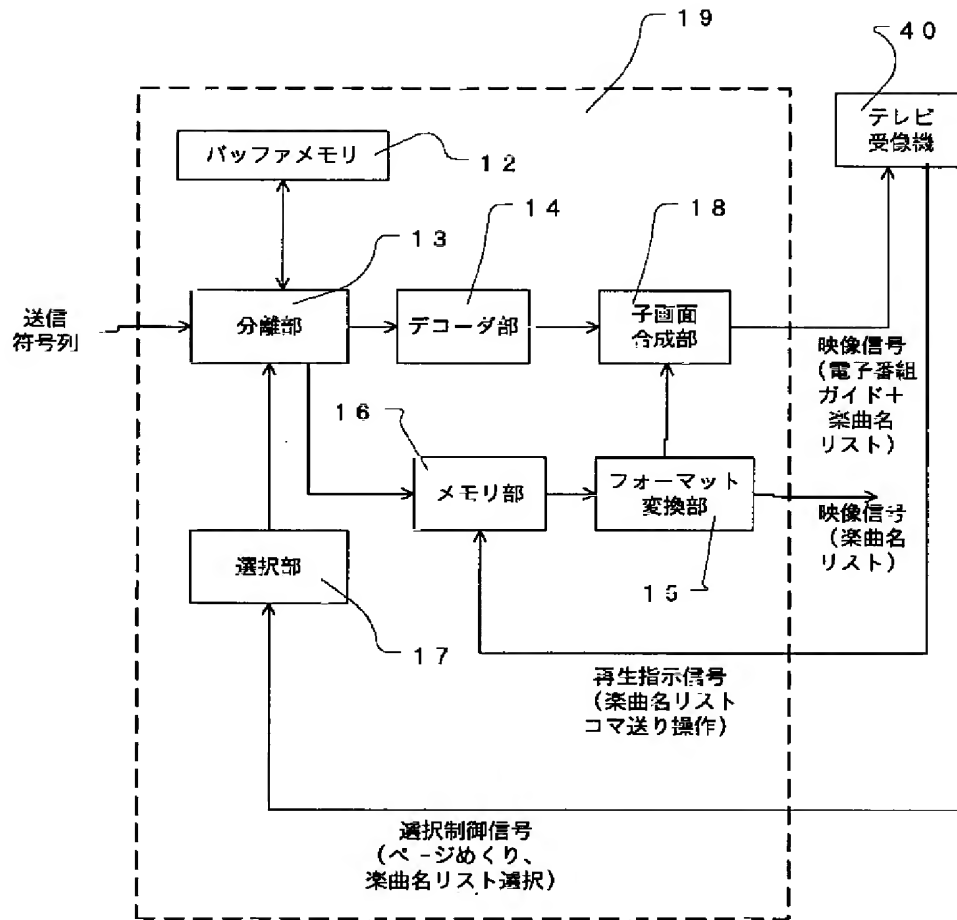 19
40
テレビ
受像機
バッファメモリ
12
14
18
13
送信
符号列
分離部
デコーダ部
子画面
合成部
映像信号
(電子番組
ガイド+
楽曲名
リスト)
16
メモリ部
フォーマット
変換部
映像信号
(楽曲名
リスト)
選択部
15
17
再生指示信号
(楽曲名リスト
コマ送り操作)
選択制御信号
(ページめくり、
楽曲名リスト選択)